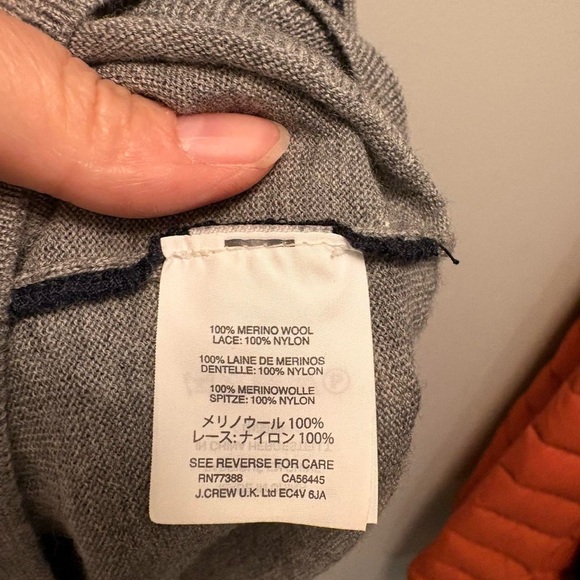 100% MERINO WOOL
LACE: 100% NYLON
100% LAINE DE MERINOS
DENTELLE: 100% NYLON
100% MERINOWOLLE
SPITZE: 100% NYLON
メリノウール 100%
レース: ナイロン 100%
SEE REVERSE FOR CARE
RN77388 CA56445
J.CREW U.K. Ltd EC4V 6JA